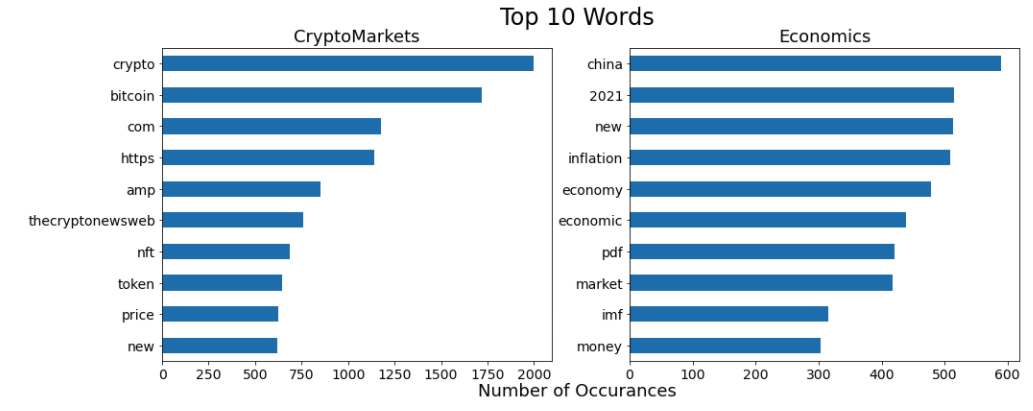 Top 10 Words
CryptoMarkets
crypto
bitcoin
com
https
amp
thecryptonewsweb
nft
token
price
new
0 250 500 750 1000 1250 1500 1750 2000
Economics
china
2021
new
inflation
economy
economic
pdf
market
imf
money
0 100 200 300 400 500 600
Number of Occurances